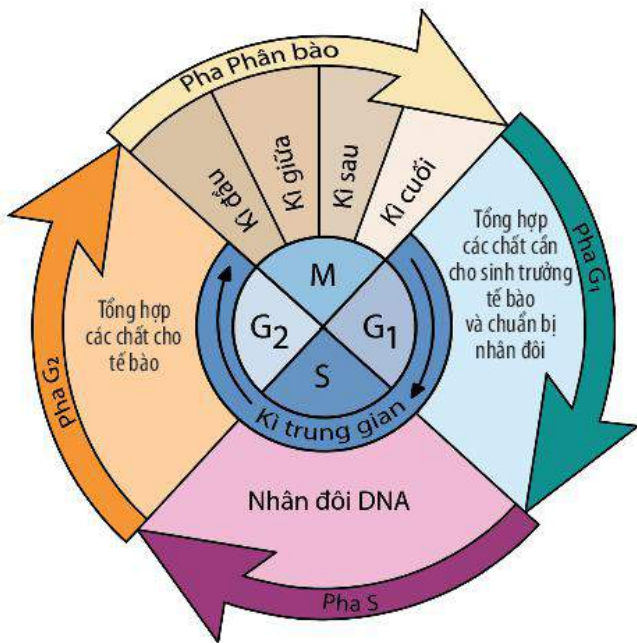 Pha Phân bào
Kì đầu
Kì giữa
Kì sau
Kì cuối
Pha G₁
Tổng hợp
các chất cần
cho sinh trưởng
tế bào
và chuẩn bị
nhân đôi
M
G₂
G₁
S
Kì trung gian
Tổng hợp
các chất cho
tế bào
Pha G₂
Nhân đôi DNA
Pha S